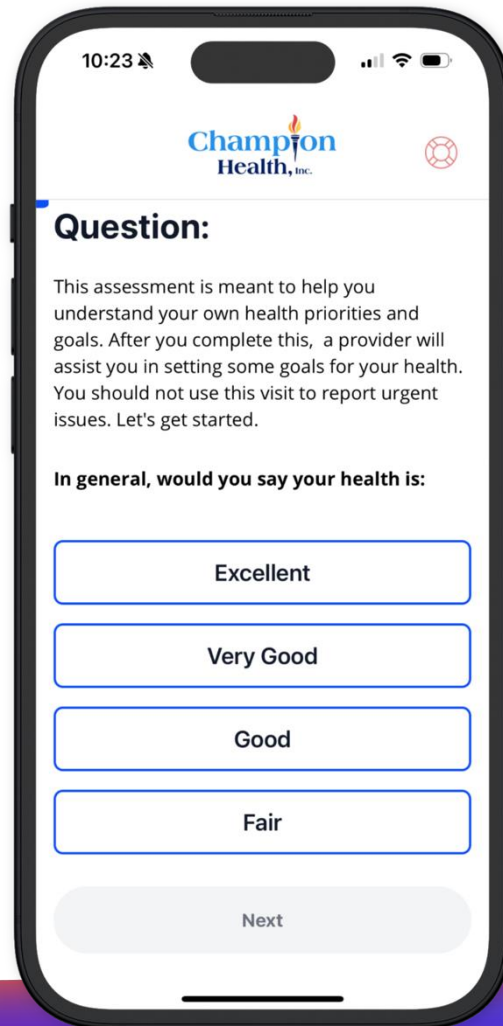 10:23
Champion
Health, Inc.
Question:
This assessment is meant to help you
understand your own health priorities and
goals. After you complete this,  a provider will
assist you in setting some goals for your health.
You should not use this visit to report urgent
issues. Let's get started.
In general, would you say your health is:
Excellent
Very Good
Good
Fair
Next